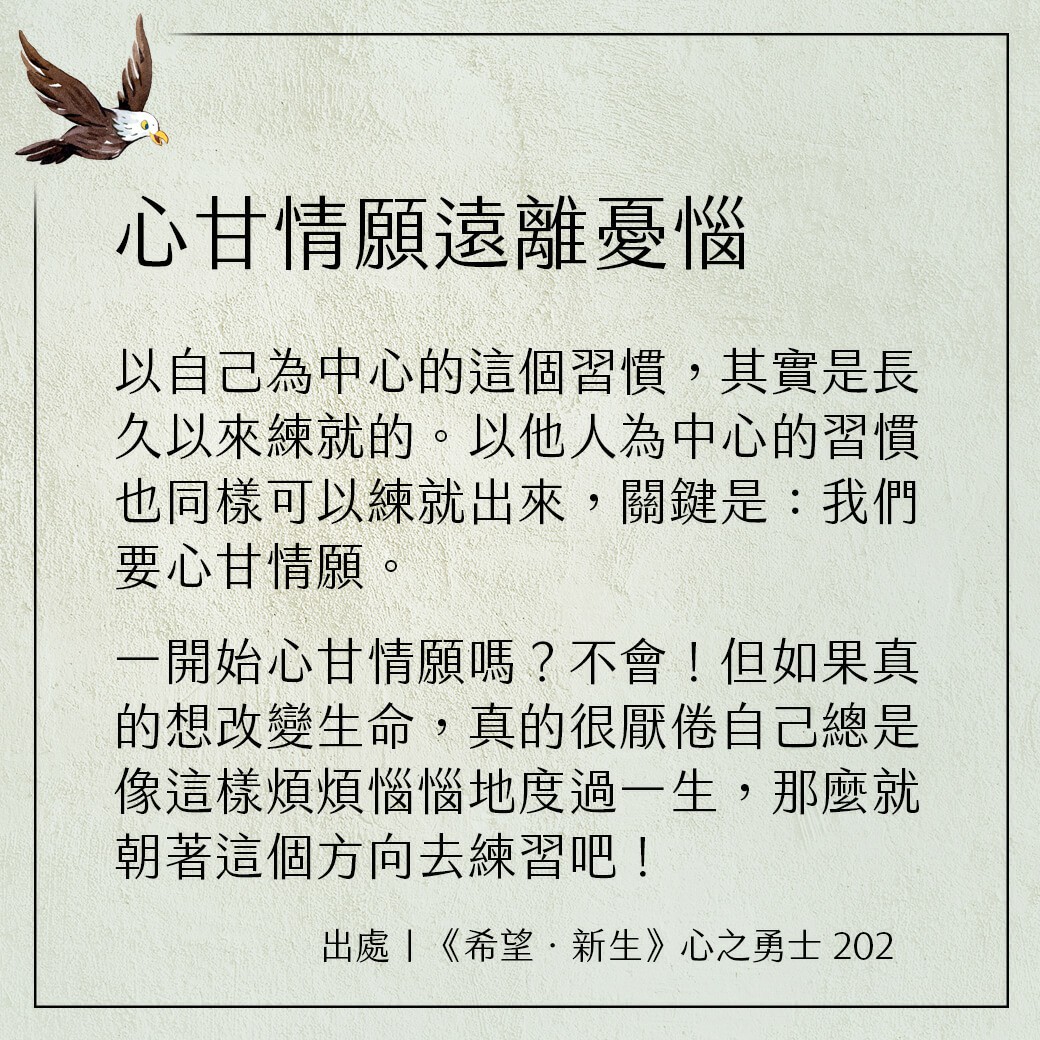 心甘情願遠離憂惱
以自己為中心的這個習慣，其實是長
久以來練就的。以他人為中心的習慣
也同樣可以練就出來，關鍵是：我們
要心甘情願。
一開始心甘情願嗎？不會！但如果真
的想改變生命，真的很厭倦自己總是
像這樣煩煩惱惱地度過一生，那麼就
朝著這個方向去練習吧！
出處丨《希望．新生》心之勇士 202